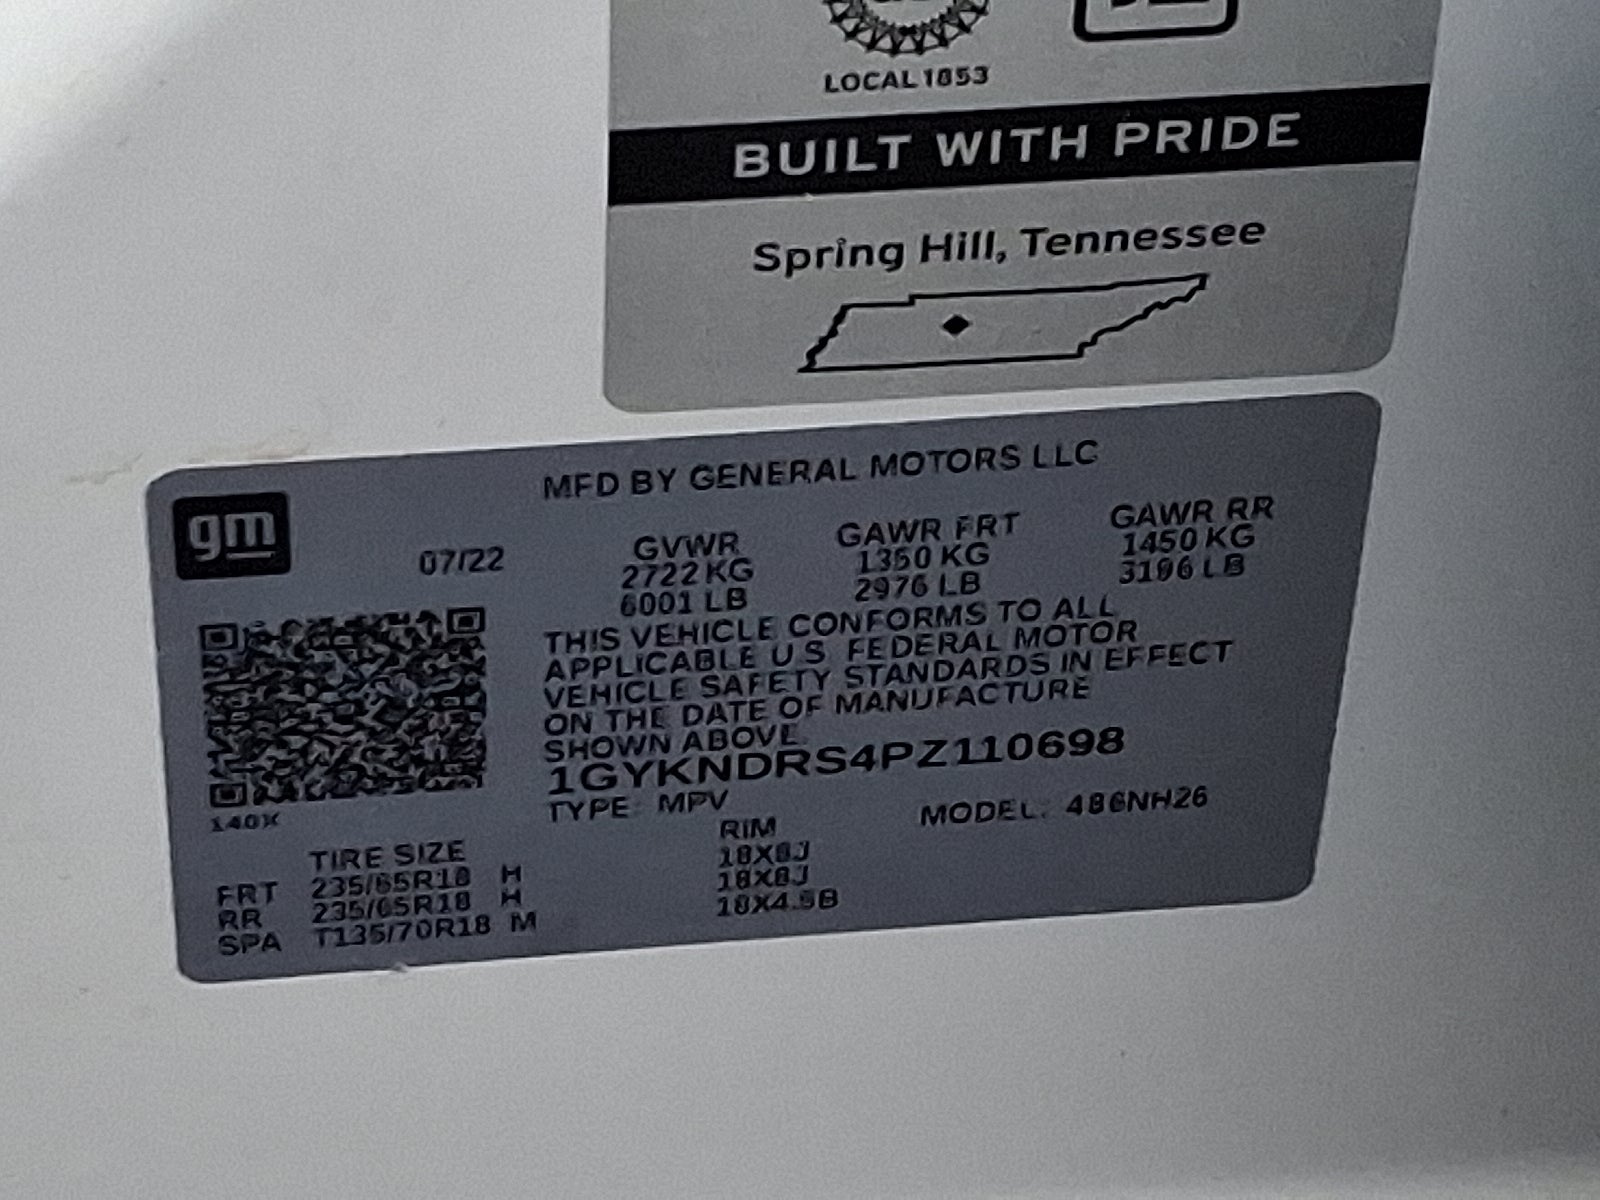 LOCAL 1853
BUILT WITH PRIDE
Spring Hill, Tennessee
MFD BY GENERAL MOTORS LLC
gm
07/22 GVWR GAWR FRT GAWR RR
2722 KG 1350 KG 1450 KG
6001 LB 2976 LB 3196 LB
THIS VEHICLE CONFORMS TO ALL
APPLICABLE U.S. FEDERAL MOTOR
VEHICLE SAFETY STANDARDS IN EFFECT
ON THE DATE OF MANUFACTURE
SHOWN ABOVE.
1GYKNDRS4PZ110698
TYPE: MPV MODEL: 4B6NH26
140X
TIRE SIZE RIM
FRT 235/65R18 H 18X8J
RR 235/65R18 H 18X8J
SPA T135/70R18 M 18X4.5B